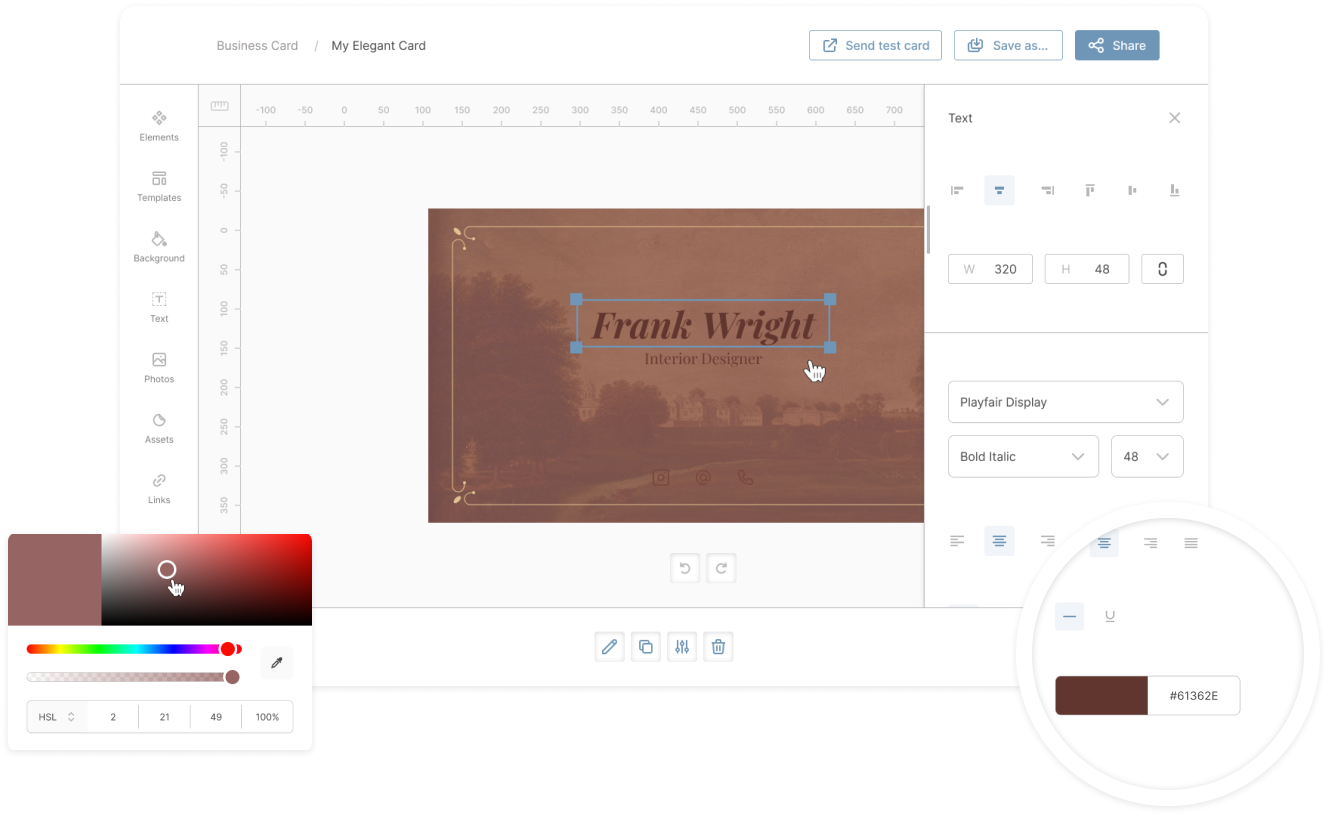 Business Card / My Elegant Card
Send test card
Save as...
Share
Elements
Templates
Background
Text
Photos
Assets
Links
-100 -50 0 50 100 150 200 250 300 350 400 450 500 550 600 650 700
-100
-50
0
50
100
150
200
250
300
350
Frank Wright
Interior Designer
Text
W 320
H 48
Playfair Display
Bold Italic
48
U
#61362E
HSL 2 21 49 100%